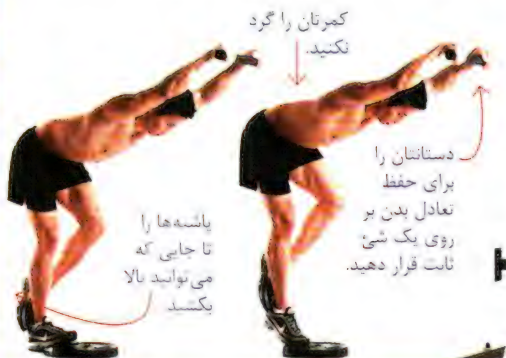 کمرتان را گرد
نکنید.
دستانتان را
برای حفظ
تعادل بدن بر
روی یک شئ
ثابت قرار دهید.
پاشنه‌ها را
تا جایی که
می‌توانید بالا
بکشید